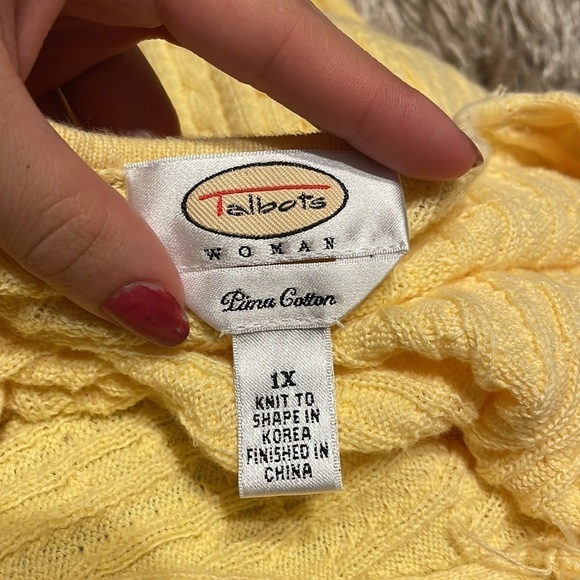 Talbots
WOMAN
Pima Cotton
1X
KNIT TO
SHAPE IN
KOREA
FINISHED IN
CHINA